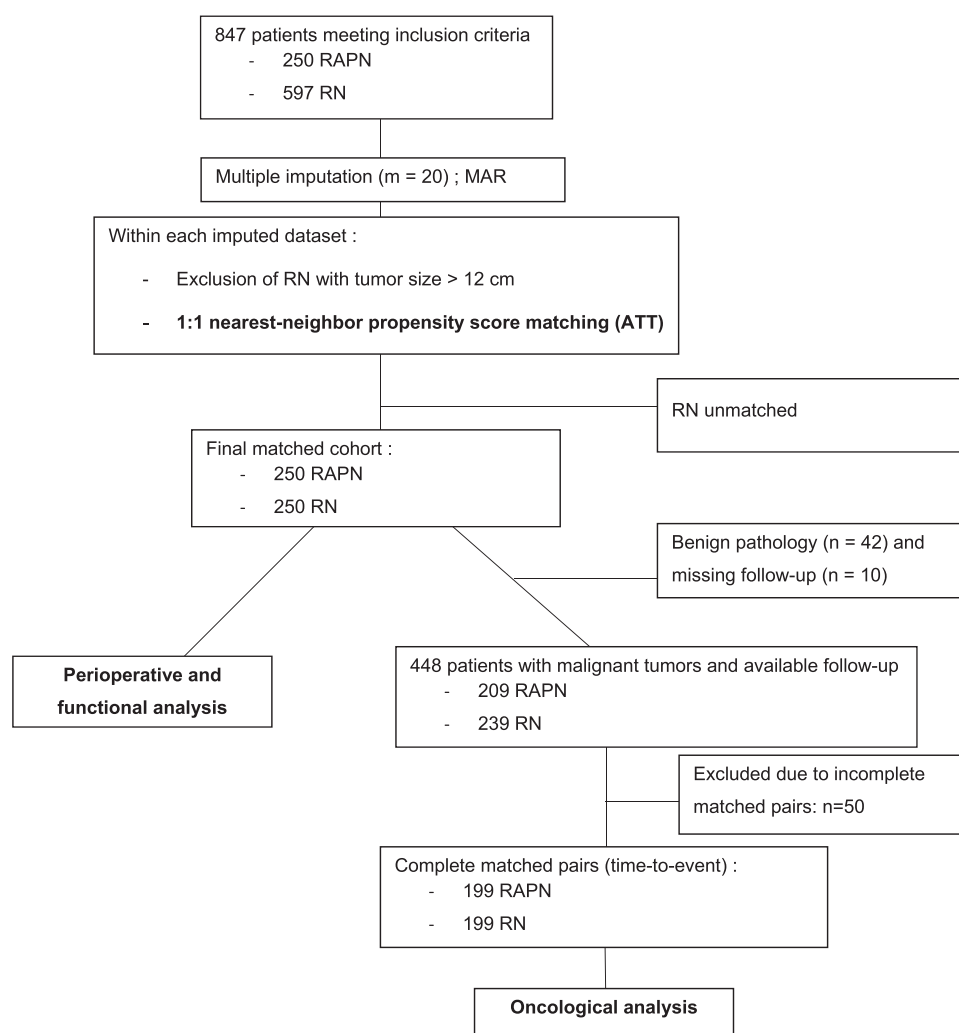 847 patients meeting inclusion criteria
- 250 RAPN
- 597 RN
Multiple imputation (m = 20) ; MAR
Within each imputed dataset :
- Exclusion of RN with tumor size > 12 cm
- 1:1 nearest-neighbor propensity score matching (ATT)
RN unmatched
Final matched cohort :
- 250 RAPN
- 250 RN
Benign pathology (n = 42) and
missing follow-up (n = 10)
Perioperative and
functional analysis
448 patients with malignant tumors and available follow-up
- 209 RAPN
- 239 RN
Excluded due to incomplete
matched pairs: n=50
Complete matched pairs (time-to-event) :
- 199 RAPN
- 199 RN
Oncological analysis